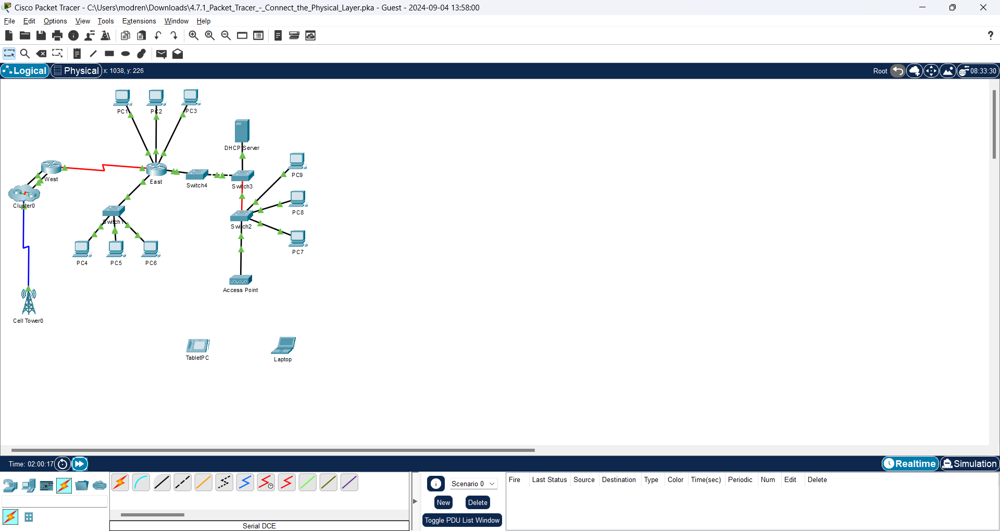 Cisco Packet Tracer - C:\Users\modren\Downloads\4.7.1_Packet_Tracer_-_Connect_the_Physical_Layer.pka - Guest - 2024-09-04 13:58:00
File Edit Options View Tools Extensions Window Help
?
Logical Physical x: 1038, y: 226 Root 08:33:30
PC1 PC2 PC3
DHCP Server
PC9
West
East
Switch4
Switch3
Cluster0
PC8
Switch1
Switch2
PC7
PC4 PC5 PC6
Access Point
Cell Tower0
TabletPC
Laptop
Time: 02:00:17 Realtime Simulation
Scenario 0
New Delete
Toggle PDU List Window
Fire Last Status Source Destination Type Color Time(sec) Periodic Num Edit Delete
Serial DCE